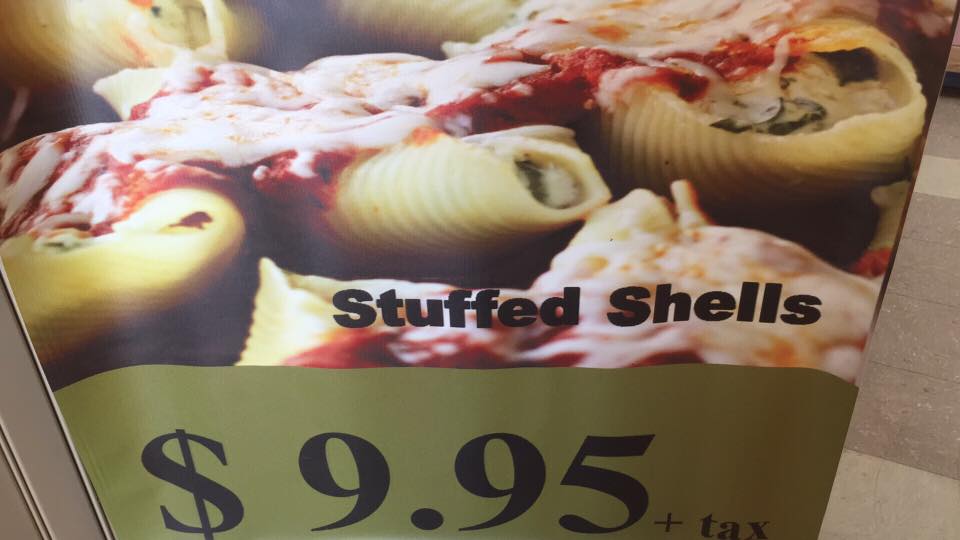 Stuffed Shells
$ 9.95 + tax